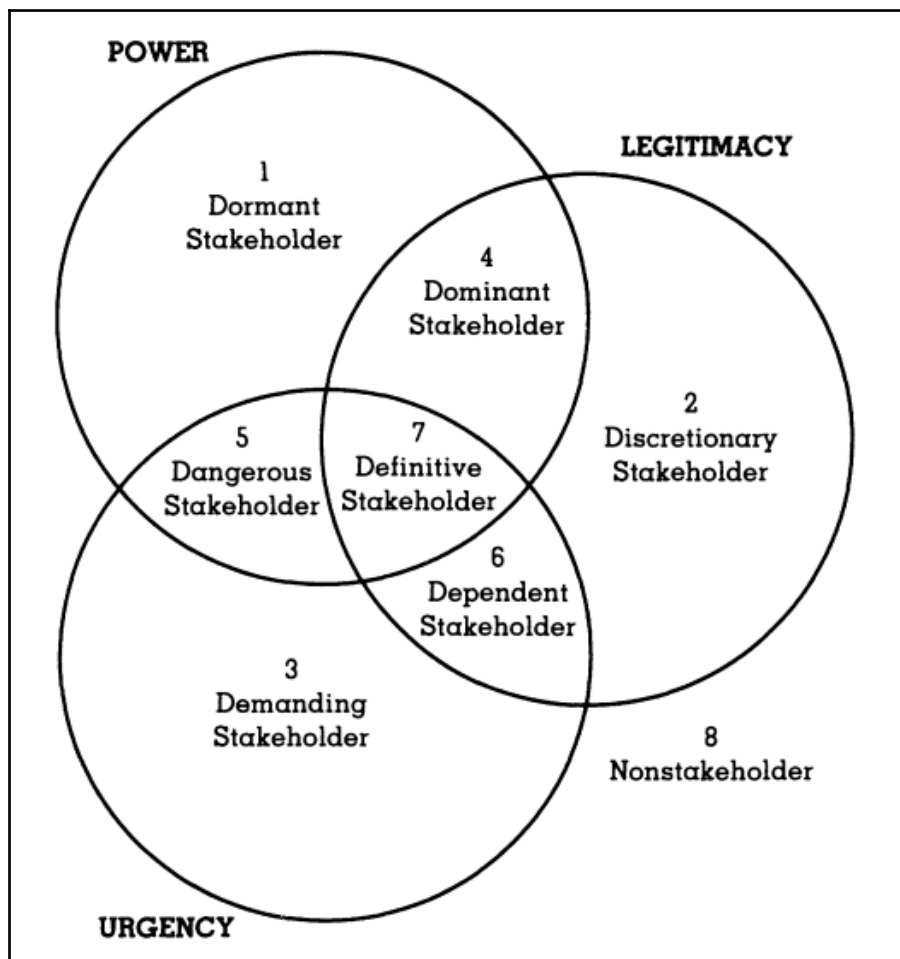 POWER
LEGITIMACY
1
Dormant
Stakeholder
4
Dominant
Stakeholder
2
Discretionary
Stakeholder
5
Dangerous
Stakeholder
7
Definitive
Stakeholder
6
Dependent
Stakeholder
3
Demanding
Stakeholder
8
Nonstakeholder
URGENCY